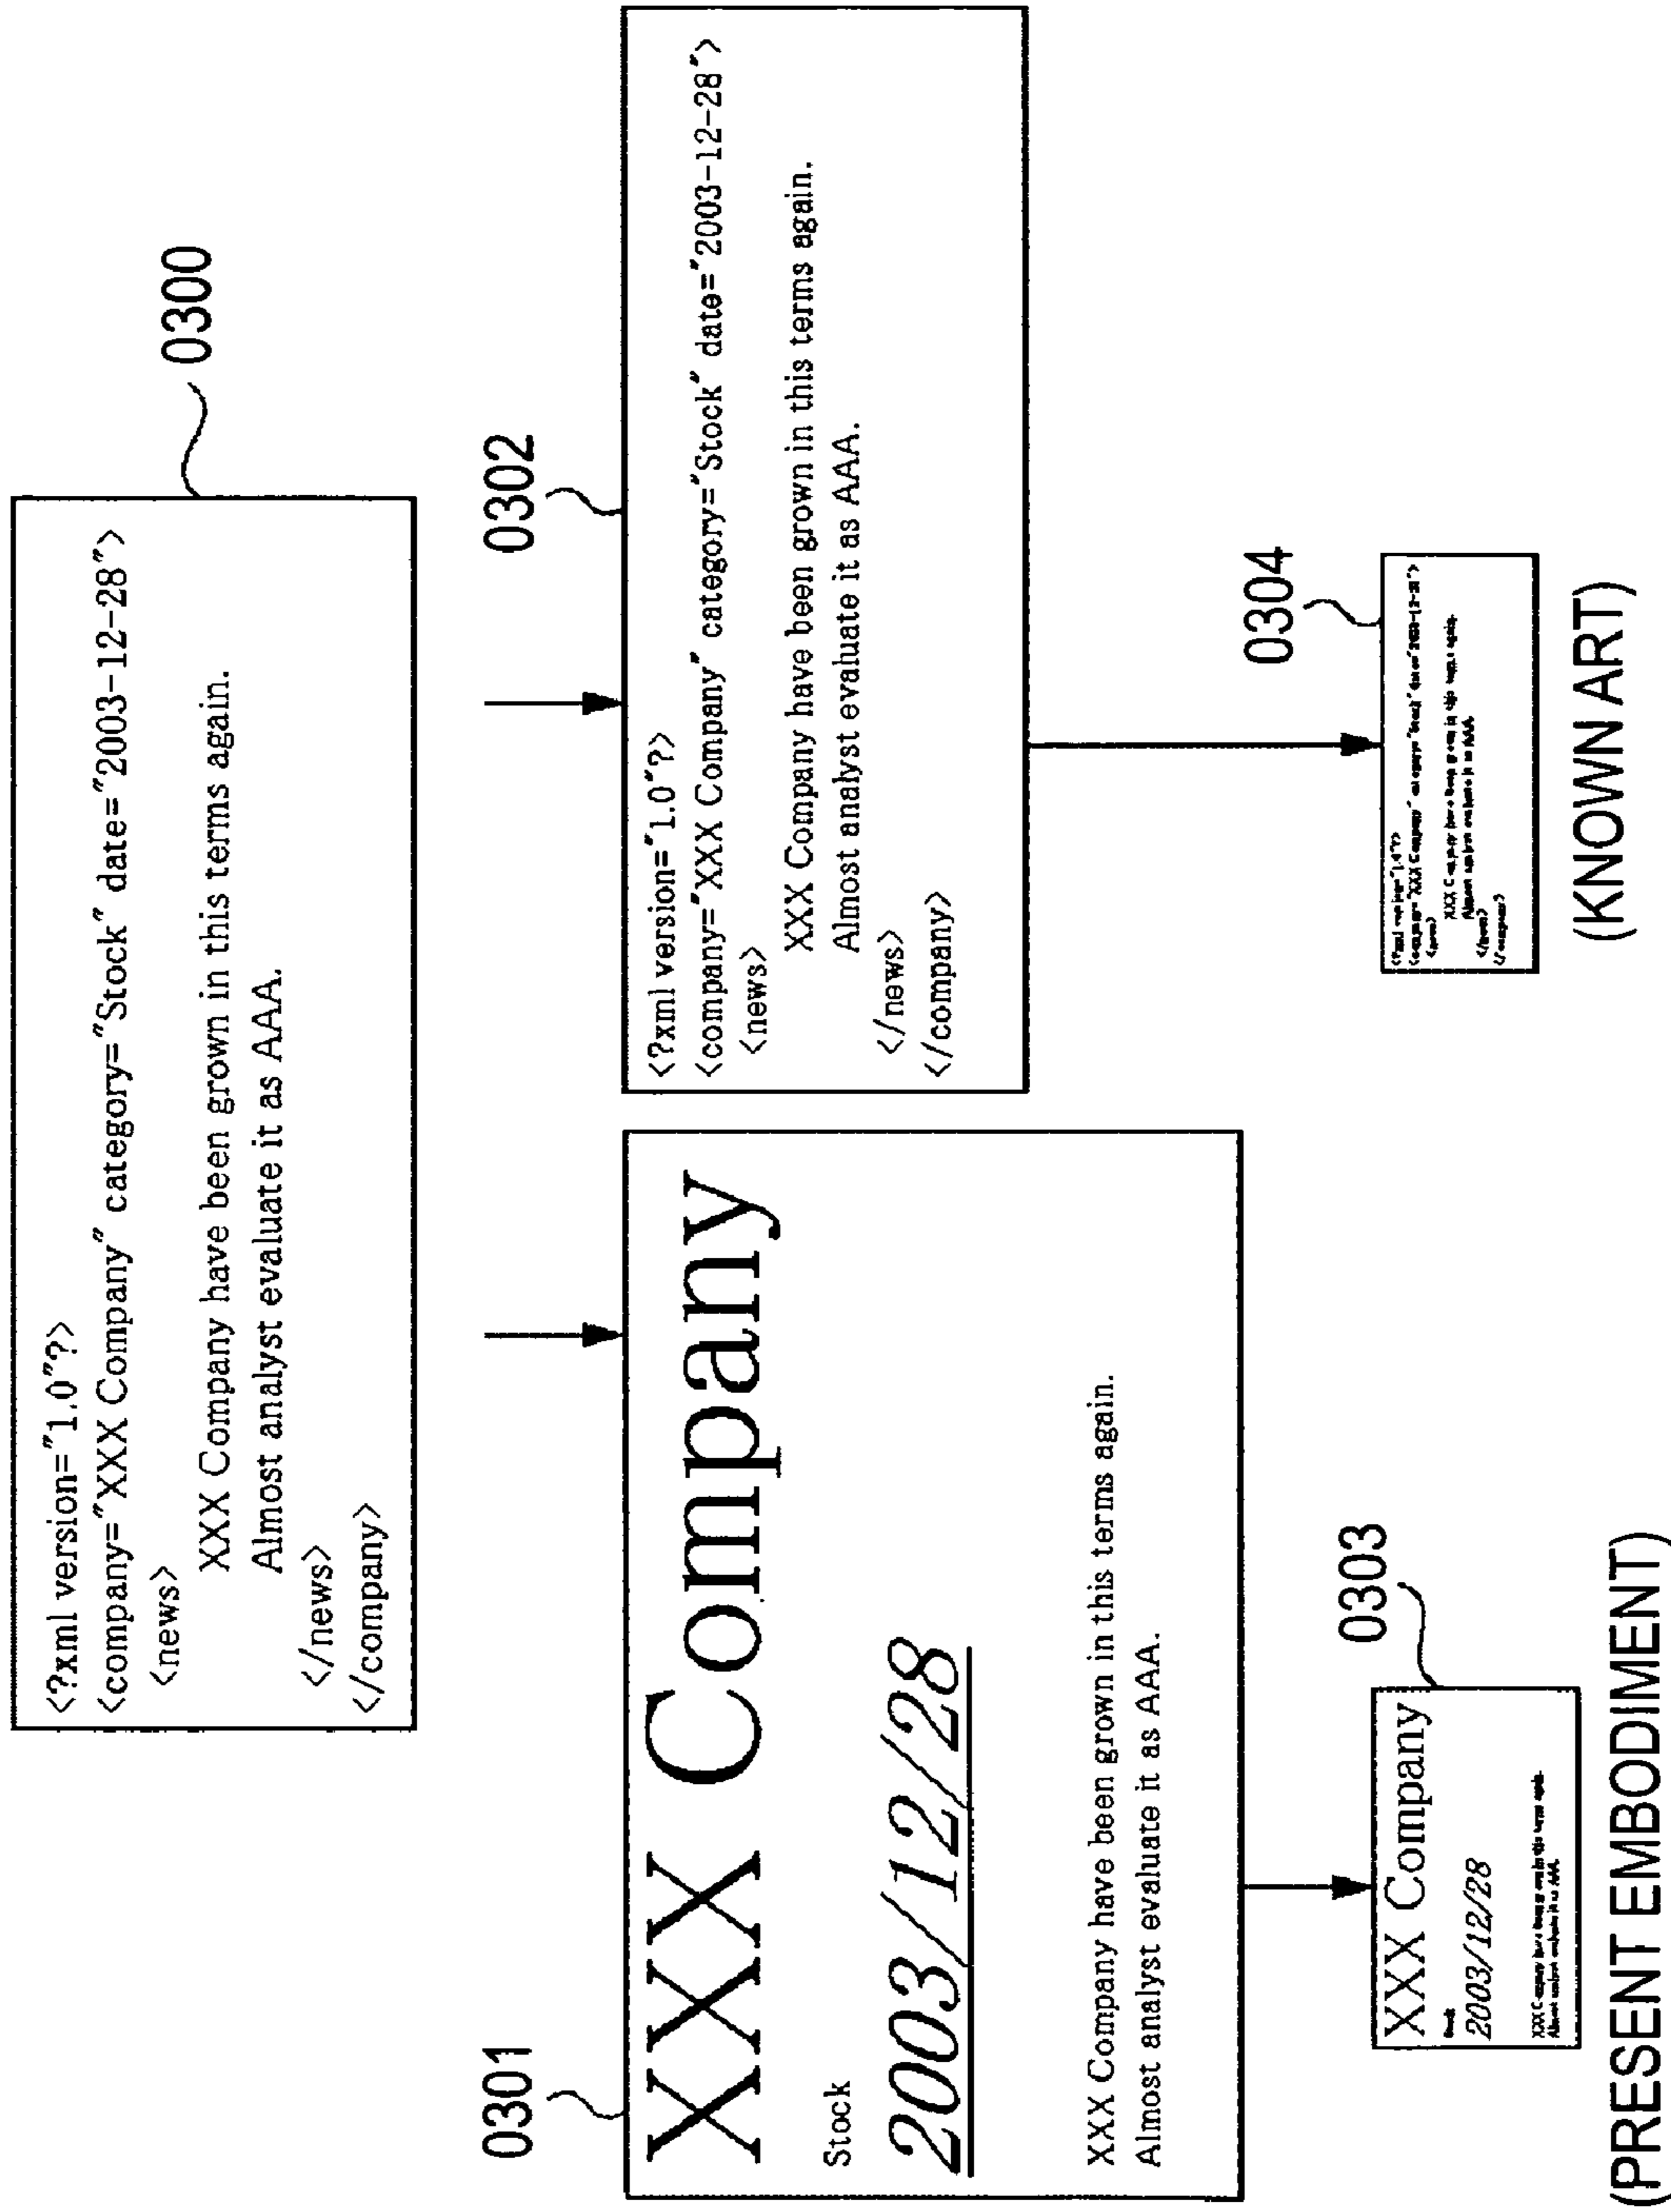 0300
<?xml version="1.0"?>
<company="XXX Company" category="Stock" date="2003-12-28">
<news>
XXX Company have been grown in this terms again.
Almost analyst evaluate it as AAA.
</news>
</company>
0301
XXX Company
Stock
2003/12/28
XXX Company have been grown in this terms again.
Almost analyst evaluate it as AAA.
0302
<?xml version="1.0"?>
<company="XXX Company" category="Stock" date="2003-12-28">
<news>
XXX Company have been grown in this terms again.
Almost analyst evaluate it as AAA.
</news>
</company>
0303
XXX Company
2003/12/28
(PRESENT EMBODIMENT)
0304
(KNOWN ART)